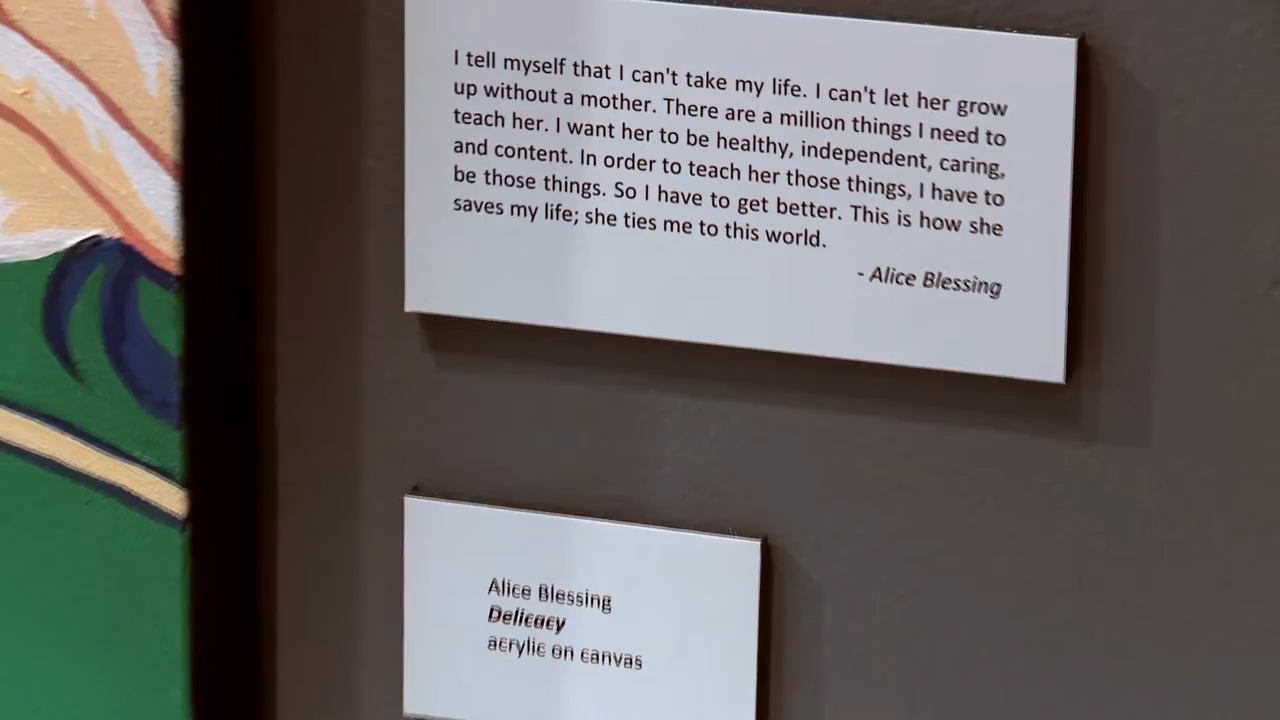 I tell myself that I can't take my life. I can't let her grow
up without a mother. There are a million things I need to
teach her. I want her to be healthy, independent, caring,
and content. In order to teach her those things, I have to
be those things. So I have to get better. This is how she
saves my life; she ties me to this world.
- Alice Blessing
Alice Blessing
Delicacy
acrylic on canvas